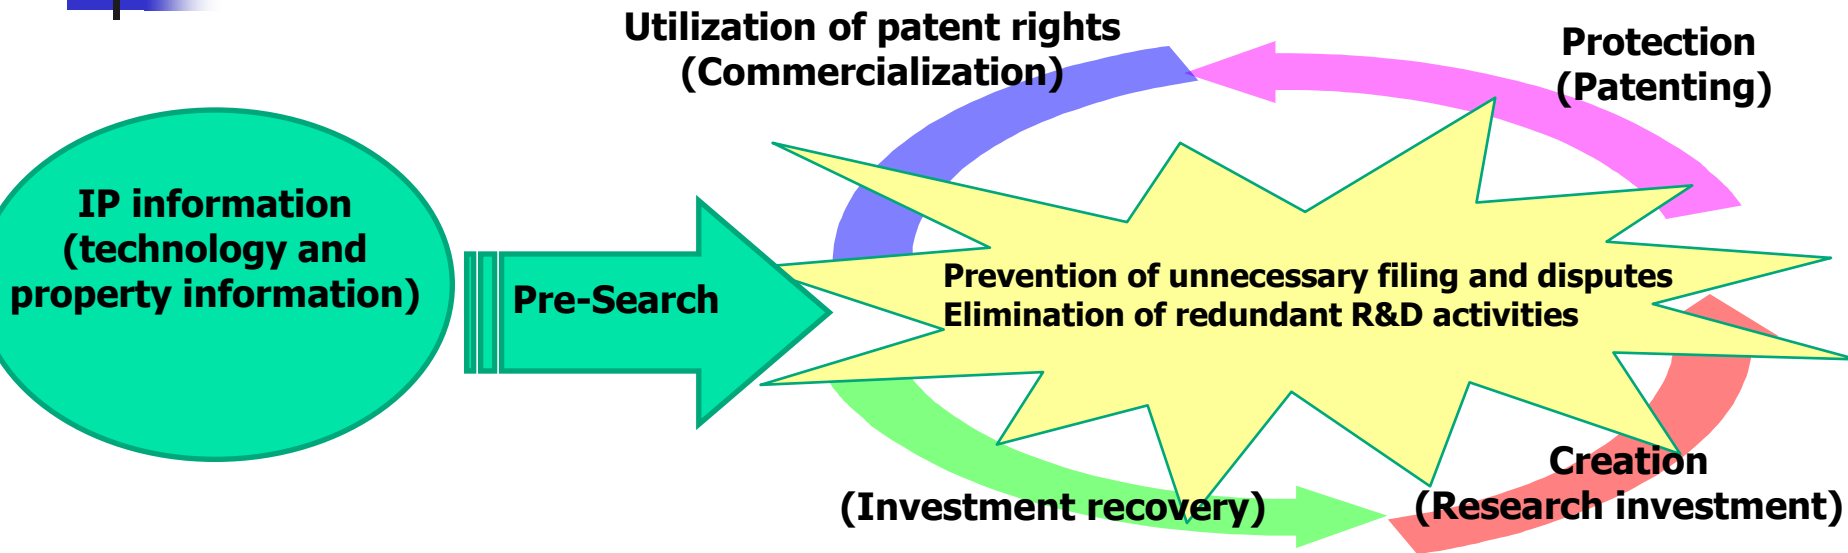 Utilization of patent rights
(Commercialization)
Protection
(Patenting)
IP information
(technology and
property information)
Pre-Search
Prevention of unnecessary filing and disputes
Elimination of redundant R&D activities
Creation
(Research investment)
(Investment recovery)